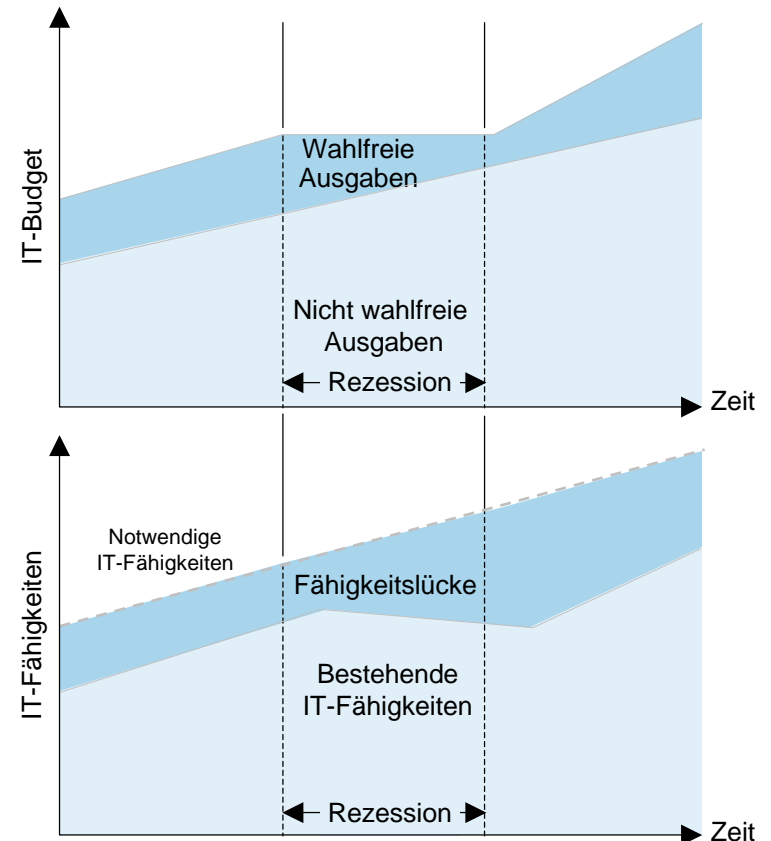 IT-Budget
Wahlfreie
Ausgaben
Nicht wahlfreie
Ausgaben
Rezession
Zeit
IT-Fähigkeiten
Notwendige
IT-Fähigkeiten
Fähigkeitslücke
Bestehende
IT-Fähigkeiten
Rezession
Zeit